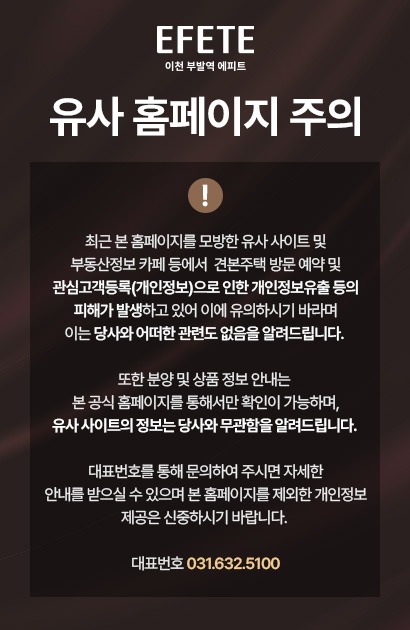 EFETE
이천 부발역 에피트
유사 홈페이지 주의
!
최근 본 홈페이지를 모방한 유사 사이트 및
부동산정보 카페 등에서 견본주택 방문 예약 및
관심고객등록(개인정보)으로 인한 개인정보유출 등의
피해가 발생하고 있어 이에 유의하시기 바라며
이는 당사와 어떠한 관련도 없음을 알려드립니다.
또한 분양 및 상품 정보 안내는
본 공식 홈페이지를 통해서만 확인이 가능하며,
유사 사이트의 정보는 당사와 무관함을 알려드립니다.
대표번호를 통해 문의하여 주시면 자세한
안내를 받으실 수 있으며 본 홈페이지를 제외한 개인정보
제공은 신중하시기 바랍니다.
대표번호 031.632.5100